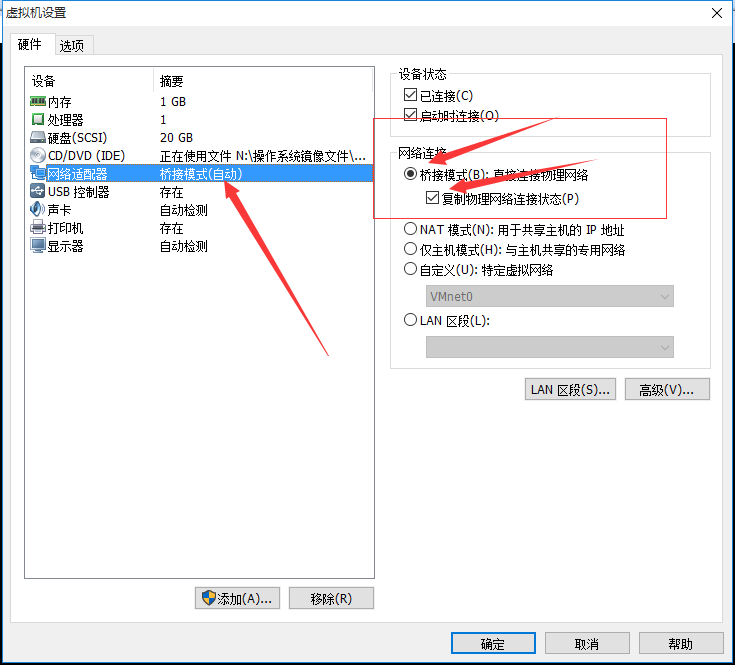 虚拟机设置
硬件 选项
设备 摘要
内存 1 GB
处理器 1
硬盘(SCSI) 20 GB
CD/DVD (IDE) 正在使用文件 N:\操作系统镜像文件\...
网络适配器 桥接模式(自动)
USB 控制器 存在
声卡 自动检测
打印机 存在
显示器 自动检测
添加(A)... 移除(R)
设备状态
已连接(C)
启动时连接(O)
网络连接
桥接模式(B): 直接连接物理网络
复制物理网络连接状态(P)
NAT 模式(N): 用于共享主机的 IP 地址
仅主机模式(H): 与主机共享的专用网络
自定义(U): 特定虚拟网络
VMnet0
LAN 区段(L):
LAN 区段(S)... 高级(V)...
确定 取消 帮助